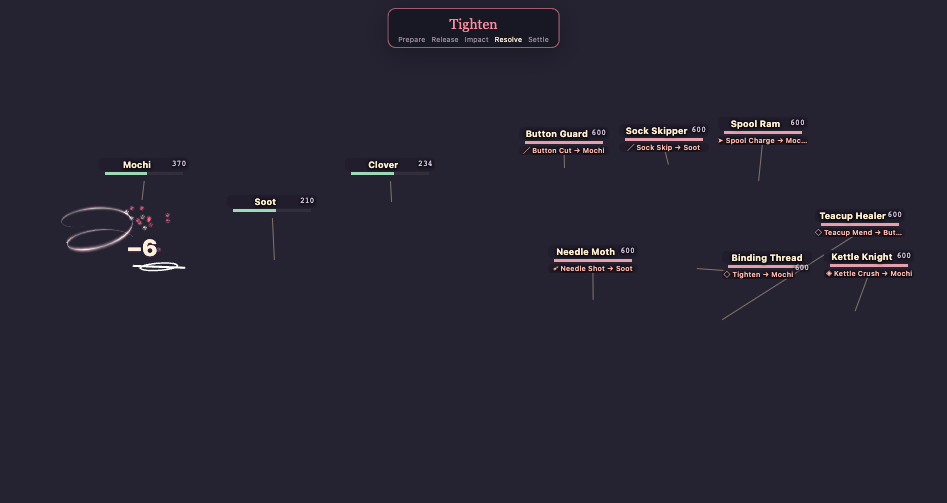 Tighten
Prepare Release Impact Resolve Settle
Spool Ram 600
➤ Spool Charge → Moc...
Button Guard 600
⟋ Button Cut → Mochi
Sock Skipper 600
⟋ Sock Skip → Soot
Mochi 370
Clover 234
Soot 210
Teacup Healer 600
◇ Teacup Mend → But...
-6
Needle Moth 600
➶ Needle Shot → Soot
Binding Thread 600
◇ Tighten → Mochi
Kettle Knight 600
◈ Kettle Crush → Mochi